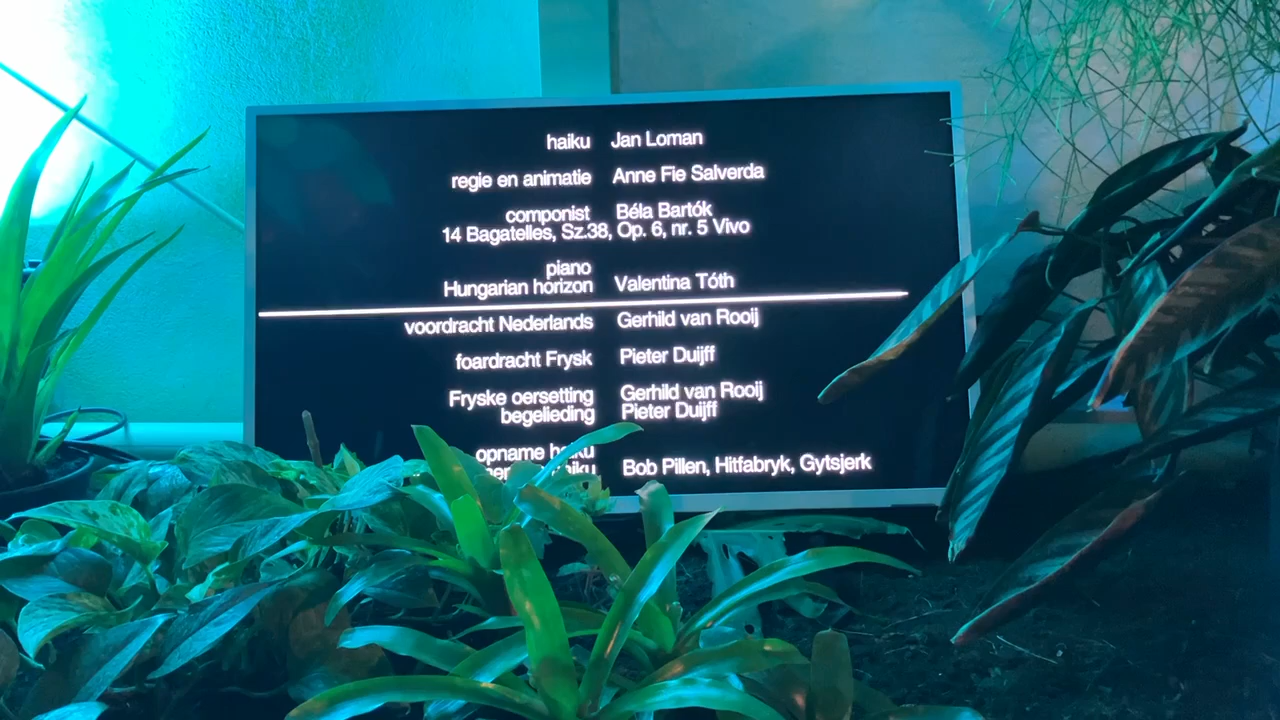 haiku Jan Loman
regie en animatie Anne Fie Salverda
componist Béla Bartók
14 Bagatelles, Sz.38, Op. 6, nr. 5 Vivo
piano
Hungarian horizon Valentina Tóth
voordracht Nederlands Gerhild van Rooij
foardracht Frysk Pieter Duijff
Fryske oersetting Gerhild van Rooij
begelieding Pieter Duijff
opname haiku
haiku Bob Pillen, Hitfabryk, Gytsjerk